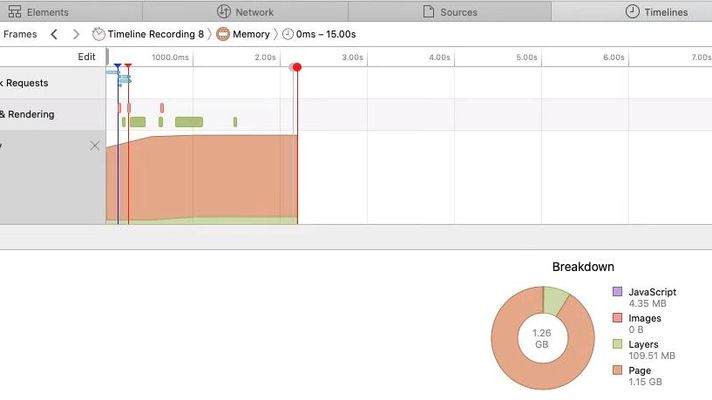 Elements
Network
Sources
Timelines
Frames
Timeline Recording 8
Memory
0ms – 15.00s
Edit
1000.0ms
2.00s
3.00s
4.00s
5.00s
6.00s
7.00s
k Requests
& Rendering
y
Breakdown
1.26
GB
JavaScript
4.35 MB
Images
0 B
Layers
109.51 MB
Page
1.15 GB